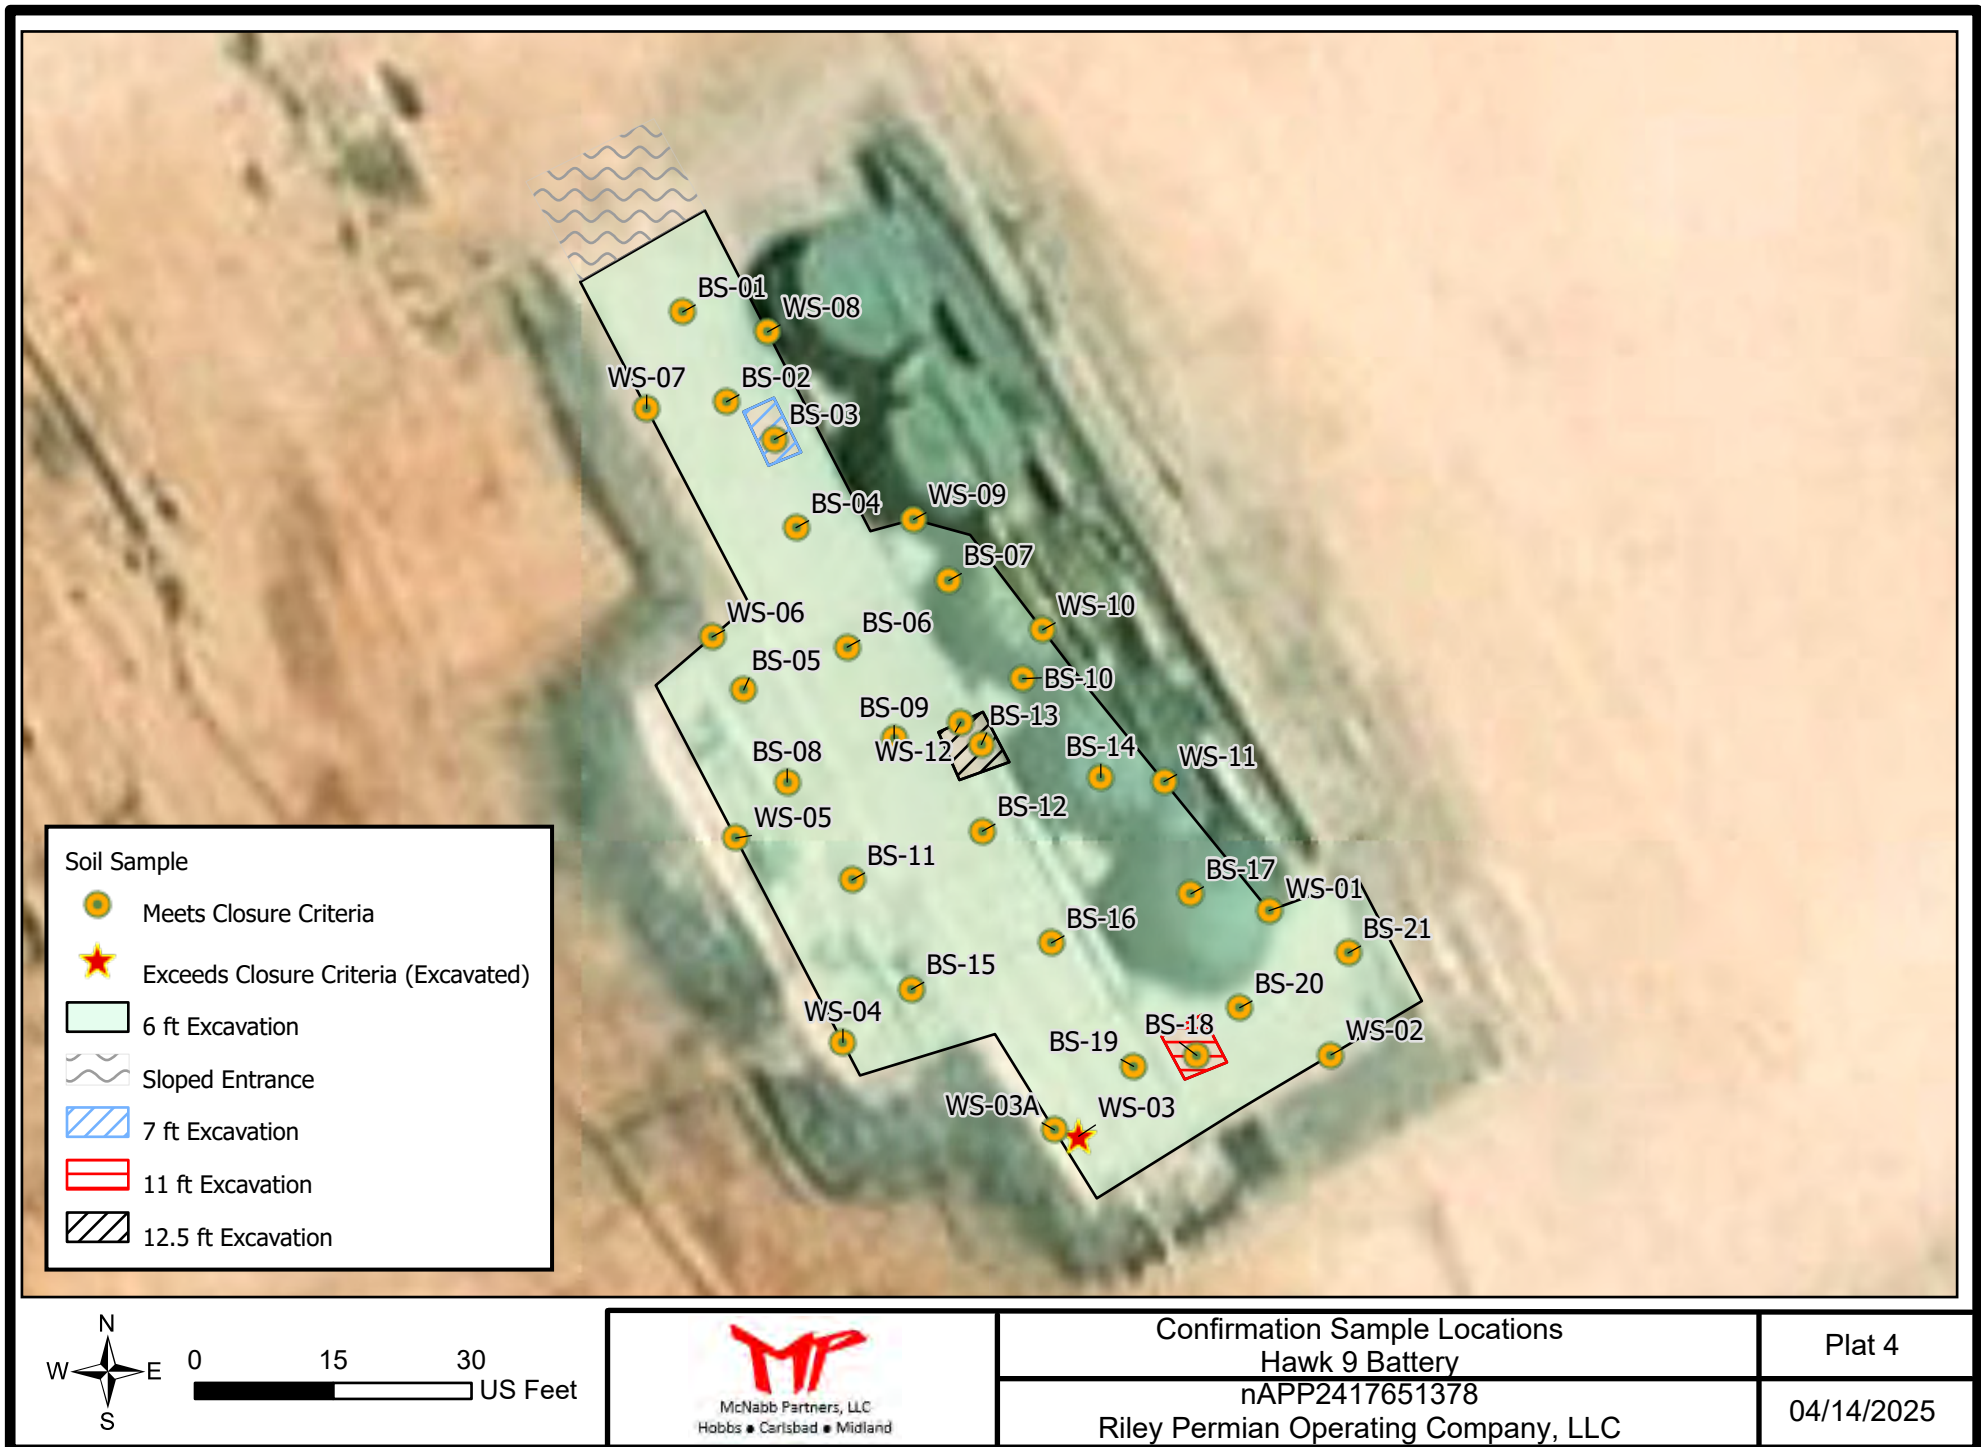 BS-01
WS-08
WS-07
BS-02
BS-03
BS-04
WS-09
BS-07
WS-06
BS-06
WS-10
BS-05
BS-10
BS-09
BS-13
WS-12
BS-14
WS-11
BS-08
WS-05
BS-12
BS-11
BS-17
WS-01
BS-16
BS-21
BS-15
BS-20
WS-04
BS-18
WS-02
BS-19
WS-03A
WS-03
Soil Sample
Meets Closure Criteria
Exceeds Closure Criteria (Excavated)
6 ft Excavation
Sloped Entrance
7 ft Excavation
11 ft Excavation
12.5 ft Excavation
N
W E
S
0 15 30
US Feet
McNabb Partners, LLC
Hobbs • Carlsbad • Midland
Confirmation Sample Locations
Hawk 9 Battery
nAPP2417651378
Riley Permian Operating Company, LLC
Plat 4
04/14/2025